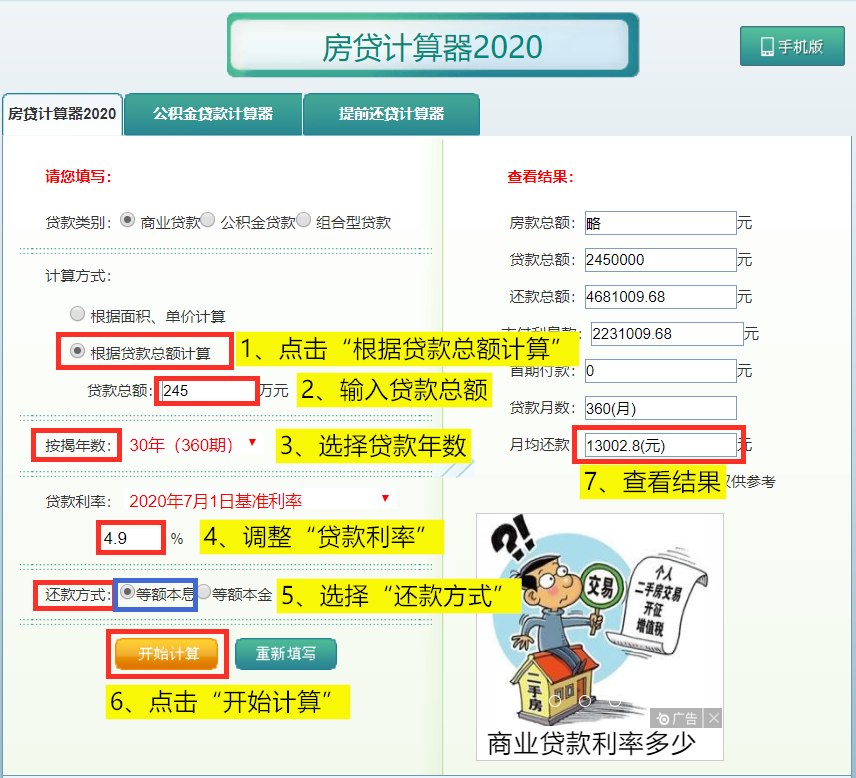 房贷计算器2020
手机版
房贷计算器2020
公积金贷款计算器
提前还贷计算器
请您填写：
贷款类别： 商业贷款 公积金贷款 组合型贷款
计算方式：
根据面积、单价计算
根据贷款总额计算
1、点击“根据贷款总额计算”
贷款总额： 245 万元
2、输入贷款总额
按揭年数： 30年（360期）
3、选择贷款年数
贷款利率： 2020年7月1日基准利率
4.9 %
4、调整“贷款利率”
还款方式： 等额本息 等额本金
5、选择“还款方式”
开始计算
重新填写
6、点击“开始计算”
查看结果：
房款总额： 略 元
贷款总额： 2450000 元
还款总额： 4681009.68 元
支付利息款： 2231009.68 元
首期付款： 0 元
贷款月数： 360(月)
月均还款： 13002.8(元) 元
7、查看结果
仅供参考
?!
交易
个人
二手房交易
开征
增值税
二手房
广告
商业贷款利率多少